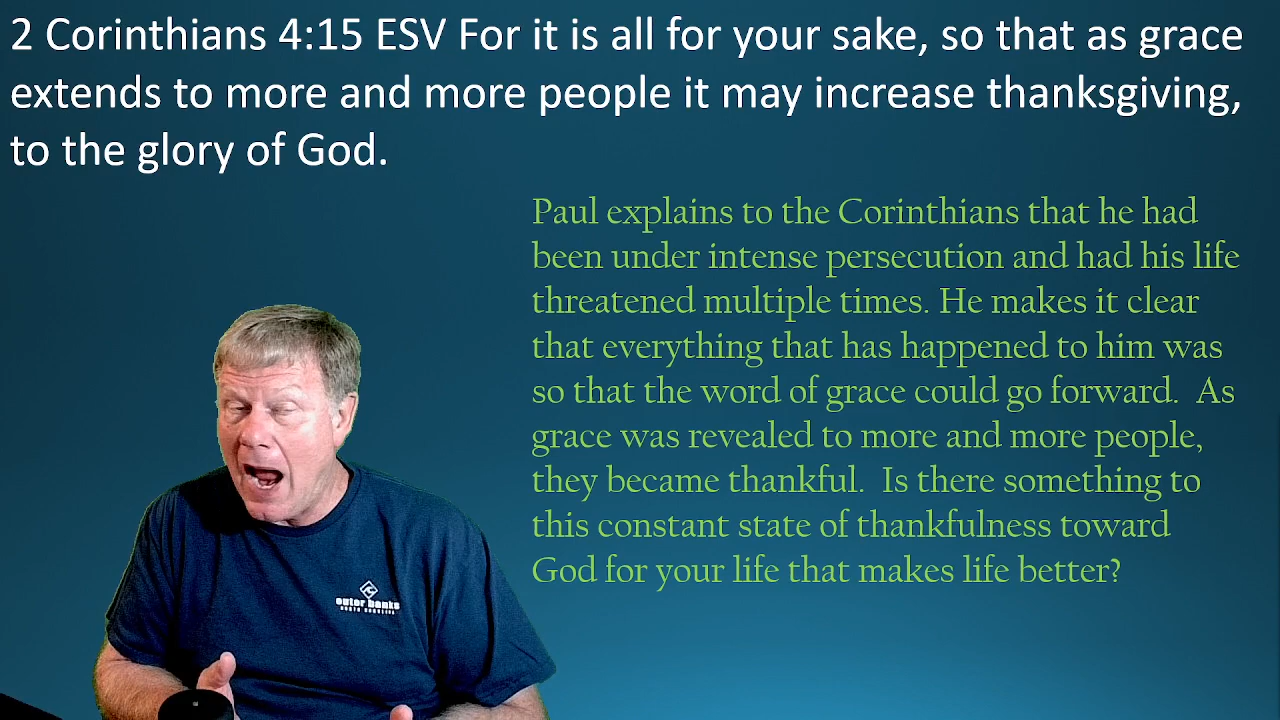 2 Corinthians 4:15 ESV For it is all for your sake, so that as grace
extends to more and more people it may increase thanksgiving,
to the glory of God.
Paul explains to the Corinthians that he had
been under intense persecution and had his life
threatened multiple times. He makes it clear
that everything that has happened to him was
so that the word of grace could go forward.  As
grace was revealed to more and more people,
they became thankful.  Is there something to
this constant state of thankfulness toward
God for your life that makes life better?
outer banks
NORTH CAROLINA